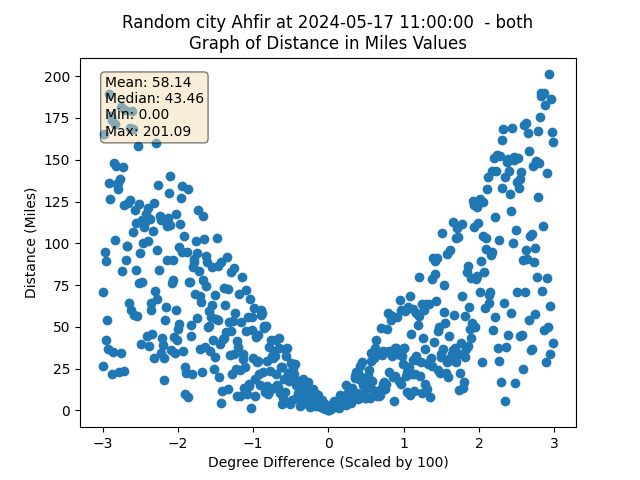 Random city Ahfir at 2024-05-17 11:00:00  - both
Graph of Distance in Miles Values
Mean: 58.14
Median: 43.46
Min: 0.00
Max: 201.09
200
175
150
125
100
75
50
25
0
Distance (Miles)
−3
−2
−1
0
1
2
3
Degree Difference (Scaled by 100)